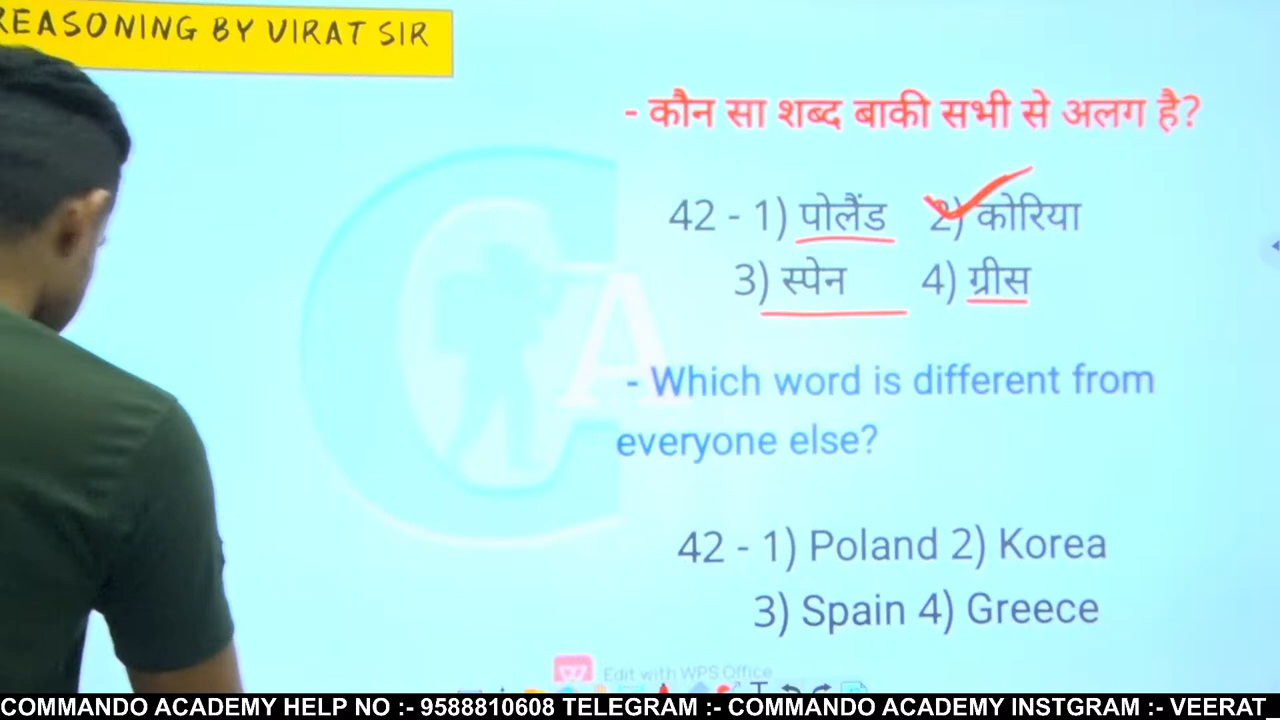 REASONING BY VIRAT SIR
- कौन सा शब्द बाकी सभी से अलग है?
42 - 1) पोलैंड 2) कोरिया
3) स्पेन 4) ग्रीस
- Which word is different from
everyone else?
42 - 1) Poland 2) Korea
3) Spain 4) Greece
Edit with WPS Office
COMMANDO ACADEMY HELP NO :- 9588810608 TELEGRAM :- COMMANDO ACADEMY INSTGRAM :- VEERAT